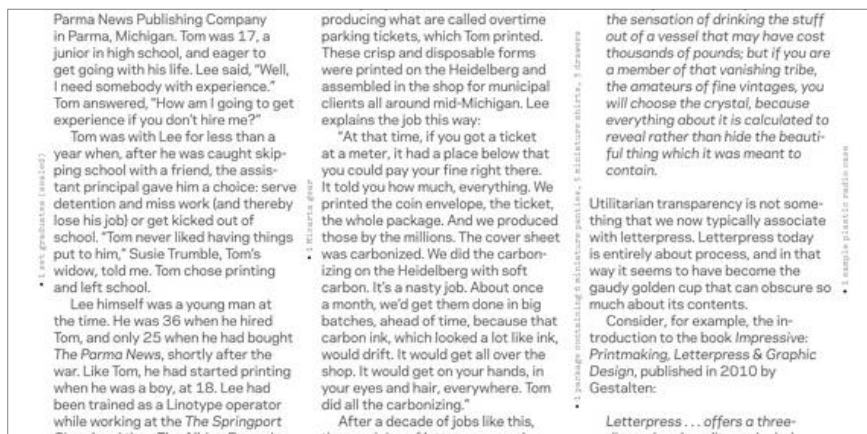 Parma News Publishing Company
in Parma, Michigan. Tom was 17, a
junior in high school, and eager to
get going with his life. Lee said, “Well,
I need somebody with experience.”
Tom answered, “How am I going to get
experience if you don’t hire me?”
Tom was with Lee for less than a
year when, after he was caught skip-
ping school with a friend, the assis-
tant principal gave him a choice: serve
detention and miss work (and thereby
lose his job) or get kicked out of
school. “Tom never liked having things
put to him,” Susie Trumble, Tom’s
widow, told me. Tom chose printing
and left school.
Lee himself was a young man at
the time. He was 36 when he hired
Tom, and only 25 when he had bought
The Parma News, shortly after the
war. Like Tom, he had started printing
when he was a boy, at 18. Lee had
been trained as a Linotype operator
while working at the The Springport
• 1 set graduates (scaled)
producing what are called overtime
parking tickets, which Tom printed.
These crisp and disposable forms
were printed on the Heidelberg and
assembled in the shop for municipal
clients all around mid-Michigan. Lee
explains the job this way:
“At that time, if you got a ticket
at a meter, it had a place below that
you could pay your fine right there.
It told you how much, everything. We
printed the coin envelope, the ticket,
the whole package. And we produced
those by the millions. The cover sheet
was carbonized. We did the carbon-
izing on the Heidelberg with soft
carbon. It’s a nasty job. About once
a month, we’d get them done in big
batches, ahead of time, because that
carbon ink, which looked a lot like ink,
would drift. It would get all over the
shop. It would get on your hands, in
your eyes and hair, everywhere. Tom
did all the carbonizing.”
After a decade of jobs like this,
the sensation of drinking the stuff
out of a vessel that may have cost
thousands of pounds; but if you are
a member of that vanishing tribe,
the amateurs of fine vintages, you
will choose the crystal, because
everything about it is calculated to
reveal rather than hide the beauti-
ful thing which it was meant to
contain.
Utilitarian transparency is not some-
thing that we now typically associate
with letterpress. Letterpress today
is entirely about process, and in that
way it seems to have become the
gaudy golden cup that can obscure so
much about its contents.
Consider, for example, the in-
troduction to the book Impressive:
Printmaking, Letterpress & Graphic
Design, published in 2010 by
Gestalten:
Letterpress . . . offers a three-
• 1 package containing 6 miniature panties, 5 miniature shirts, 3 drawers
• 1 sample plastic radio case